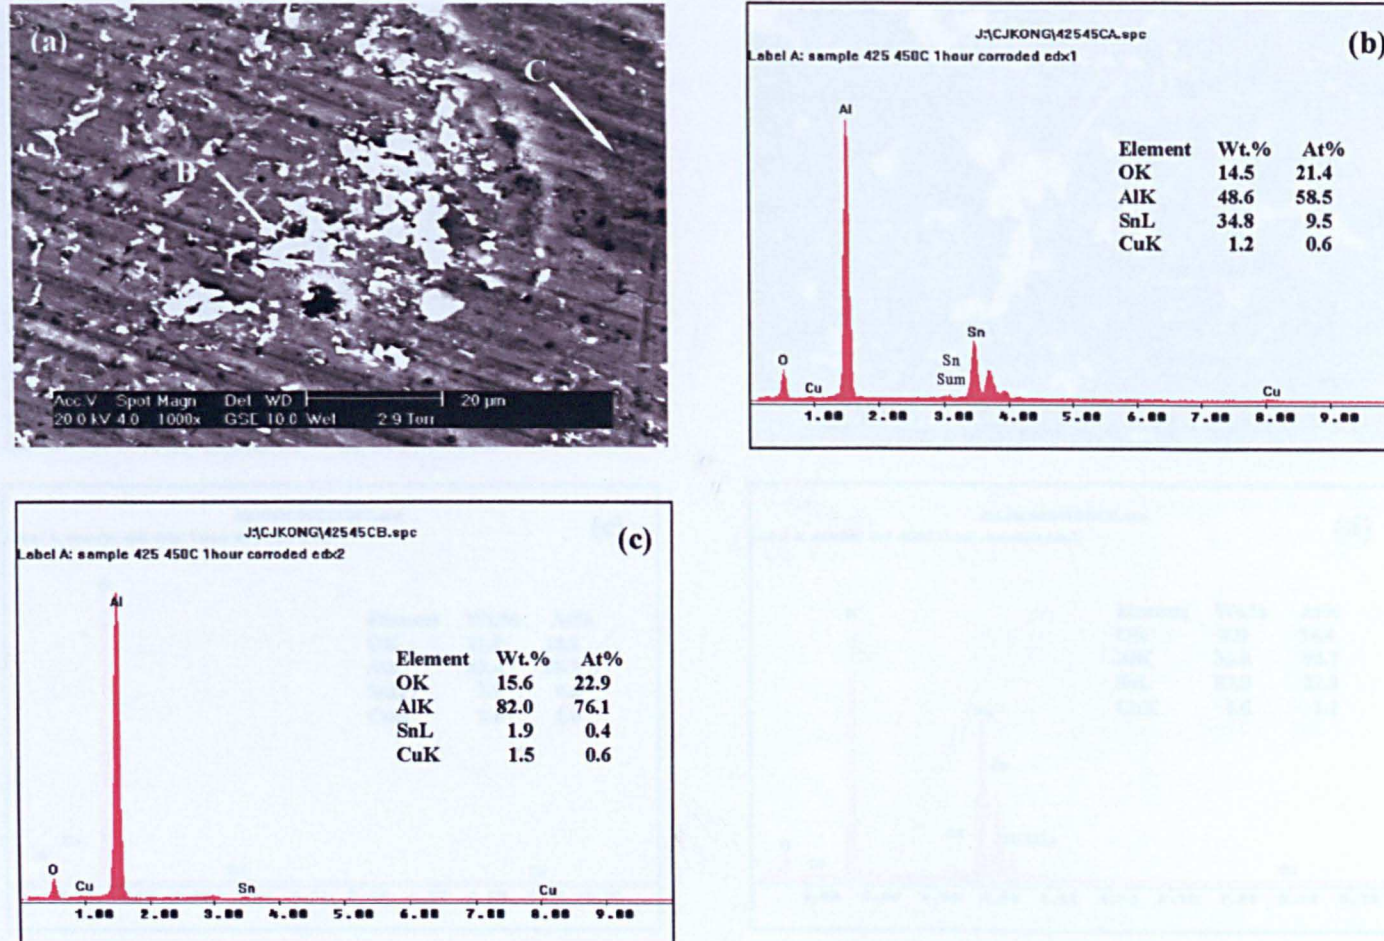 (a)
C
B
Acc.V Spot Magn Det WD 20 µm
20.0 kV 4.0 1000x GSE 10.0 Wet 2.9 Torr
J:\CJKONG\42545CA.spc
(b)
Label A: sample 425 450C 1hour corroded edx1
Al
Element Wt.% At%
OK 14.5 21.4
AlK 48.6 58.5
SnL 34.8 9.5
CuK 1.2 0.6
Sn
Sn
O
Sum
Cu
Cu
1.00 2.00 3.00 4.00 5.00 6.00 7.00 8.00 9.00
J:\CJKONG\42545CB.spc
(c)
Label A: sample 425 450C 1hour corroded edx2
Al
Element Wt.% At%
OK 15.6 22.9
AlK 82.0 76.1
SnL 1.9 0.4
CuK 1.5 0.6
O
Cu
Sn
Cu
1.00 2.00 3.00 4.00 5.00 6.00 7.00 8.00 9.00